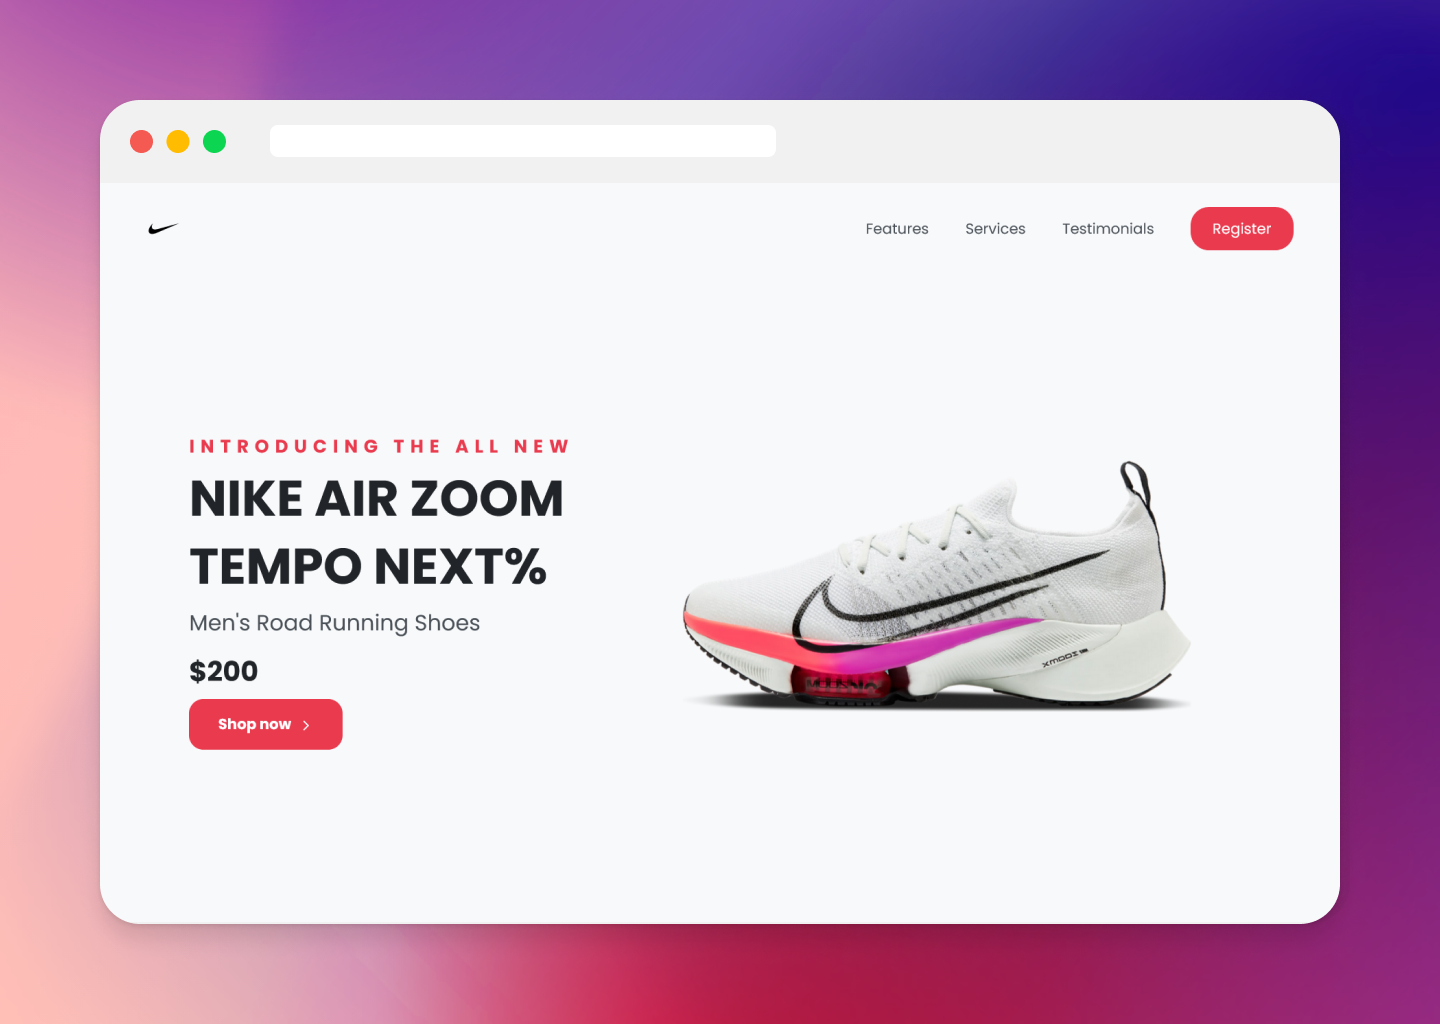 Features Services Testimonials Register
INTRODUCING THE ALL NEW
NIKE AIR ZOOM
TEMPO NEXT%
Men's Road Running Shoes
$200
Shop now